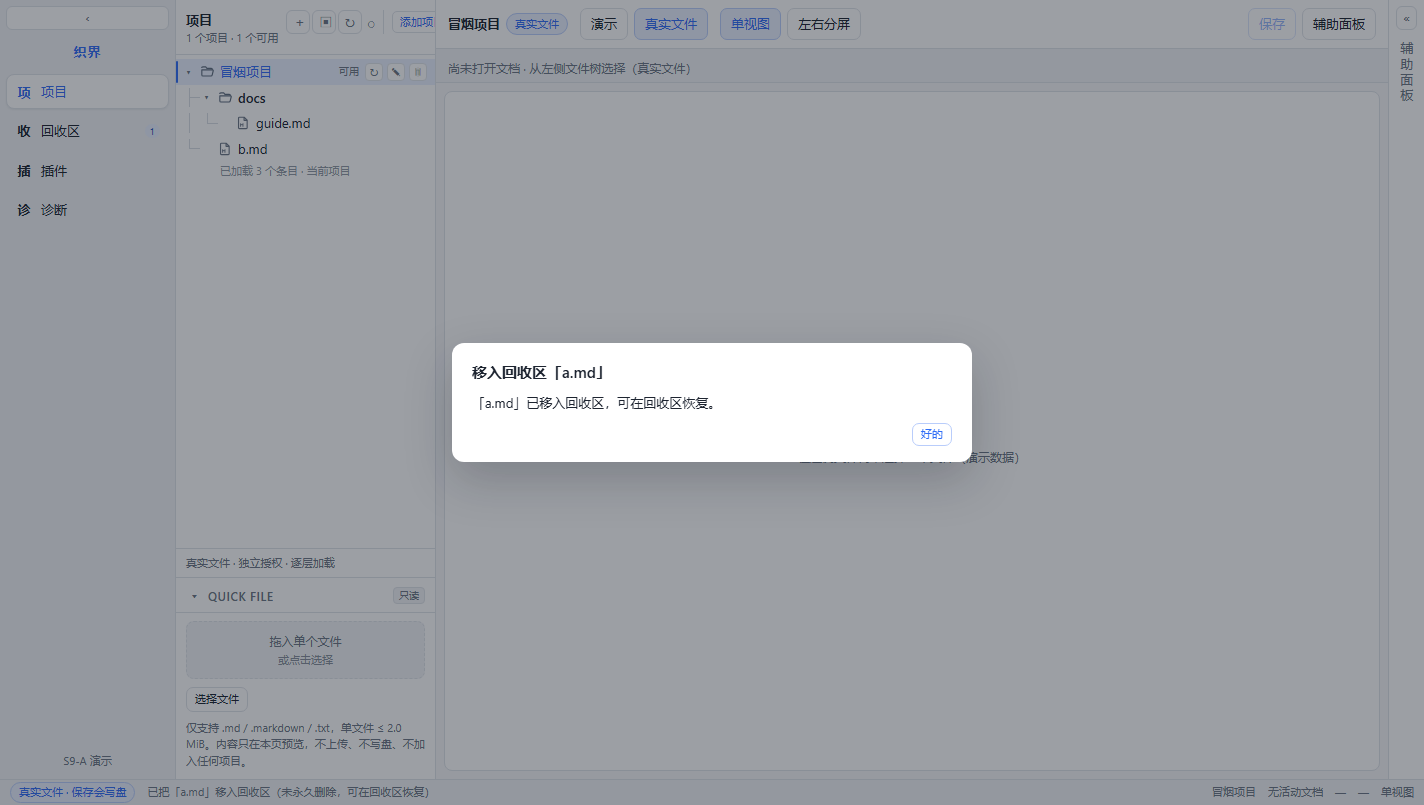 ‹
织界
项 项目
收 回收区 1
插 插件
诊 诊断
S9-A 演示
项目
1 个项目 · 1 个可用
+ ↻ ○ 添加项
▾ 冒烟项目 可用 ↻
▾ docs
guide.md
b.md
已加载 3 个条目 · 当前项目
真实文件 · 独立授权 · 逐层加载
▾ QUICK FILE 只读
拖入单个文件
或点击选择
选择文件
仅支持 .md / .markdown / .txt，单文件 ≤ 2.0
MiB。内容只在本页预览，不上传、不写盘、不加
入任何项目。
冒烟项目 真实文件 演示 真实文件 单视图 左右分屏 保存 辅助面板
尚未打开文档 · 从左侧文件树选择（真实文件）
移入回收区「a.md」
「a.md」已移入回收区，可在回收区恢复。
好的
演示数据）
«
辅助面板
真实文件 · 保存会写盘 已把「a.md」移入回收区（未永久删除，可在回收区恢复） 冒烟项目 无活动文档 — — 单视图